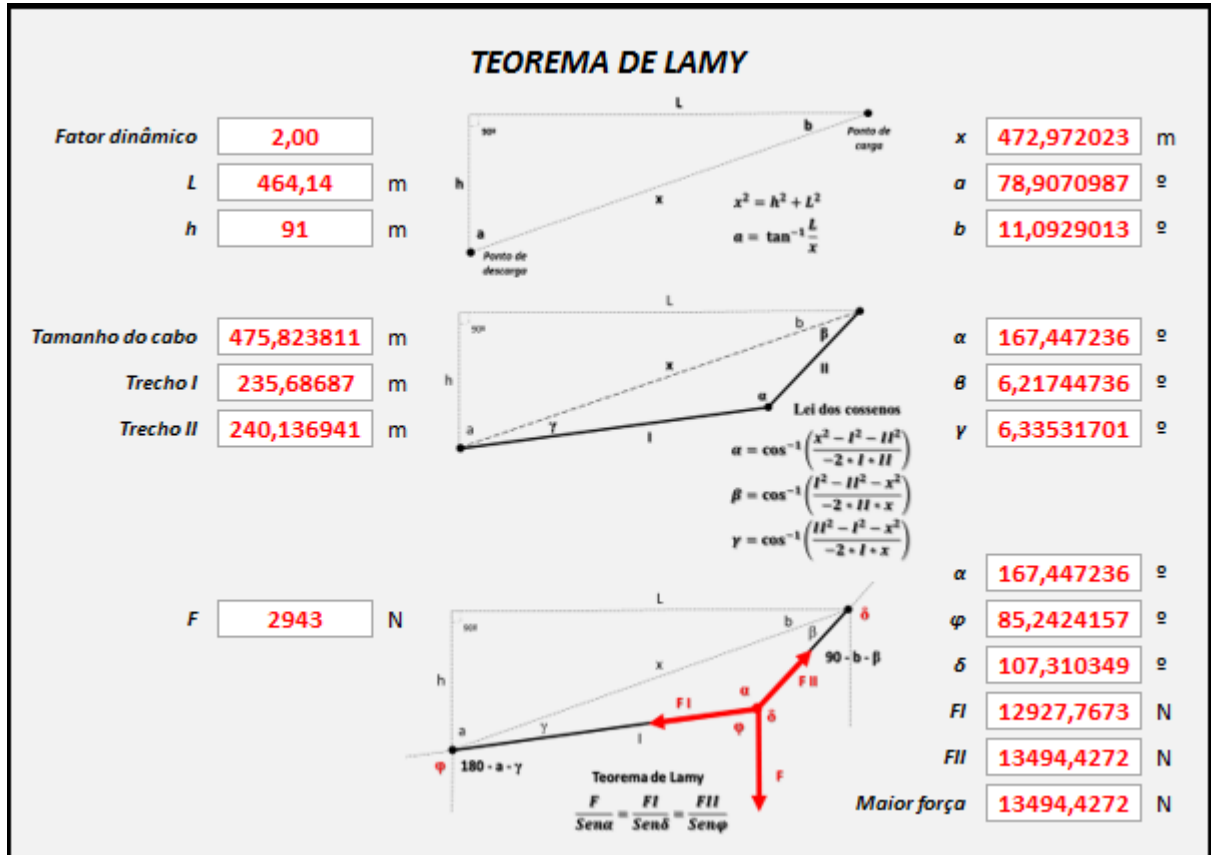 TEOREMA DE LAMY
Fator dinâmico 2,00
L 464,14 m
h 91 m
L
90º
b
Ponto de
carga
h
x
a
Ponto de
descarga
x² = h² + L²
a = tan⁻¹ L/x
x 472,972023 m
a 78,9070987 º
b 11,0929013 º
Tamanho do cabo 475,823811 m
Trecho I 235,68687 m
Trecho II 240,136941 m
L
90º
b
β
x
II
h
α
a
γ
I
Lei dos cossenos
α = cos⁻¹((x² − I² − II²)/(−2 * I * II))
β = cos⁻¹((I² − II² − x²)/(−2 * II * x))
γ = cos⁻¹((II² − I² − x²)/(−2 * I * x))
α 167,447236 º
β 6,21744736 º
γ 6,33531701 º
F 2943 N
L
90º
b
δ
β
90 - b - β
x
F II
h
α
F I
δ
a
γ
φ
I
φ 180 - a - γ
F
Teorema de Lamy
F/Senα = FI/Senδ = FII/Senφ
α 167,447236 º
φ 85,2424157 º
δ 107,310349 º
FI 12927,7673 N
FII 13494,4272 N
Maior força 13494,4272 N